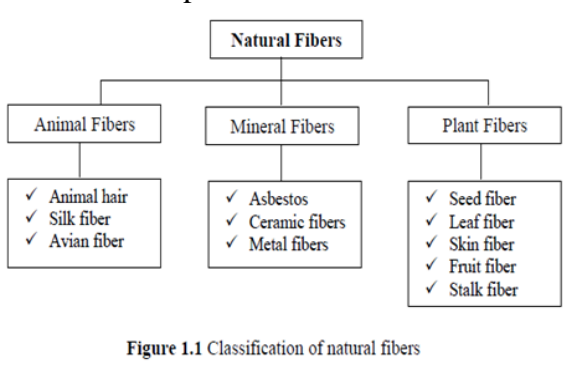 Natural Fibers
Animal Fibers
Mineral Fibers
Plant Fibers
✓ Animal hair
✓ Silk fiber
✓ Avian fiber
✓ Asbestos
✓ Ceramic fibers
✓ Metal fibers
✓ Seed fiber
✓ Leaf fiber
✓ Skin fiber
✓ Fruit fiber
✓ Stalk fiber
Figure 1.1 Classification of natural fibers